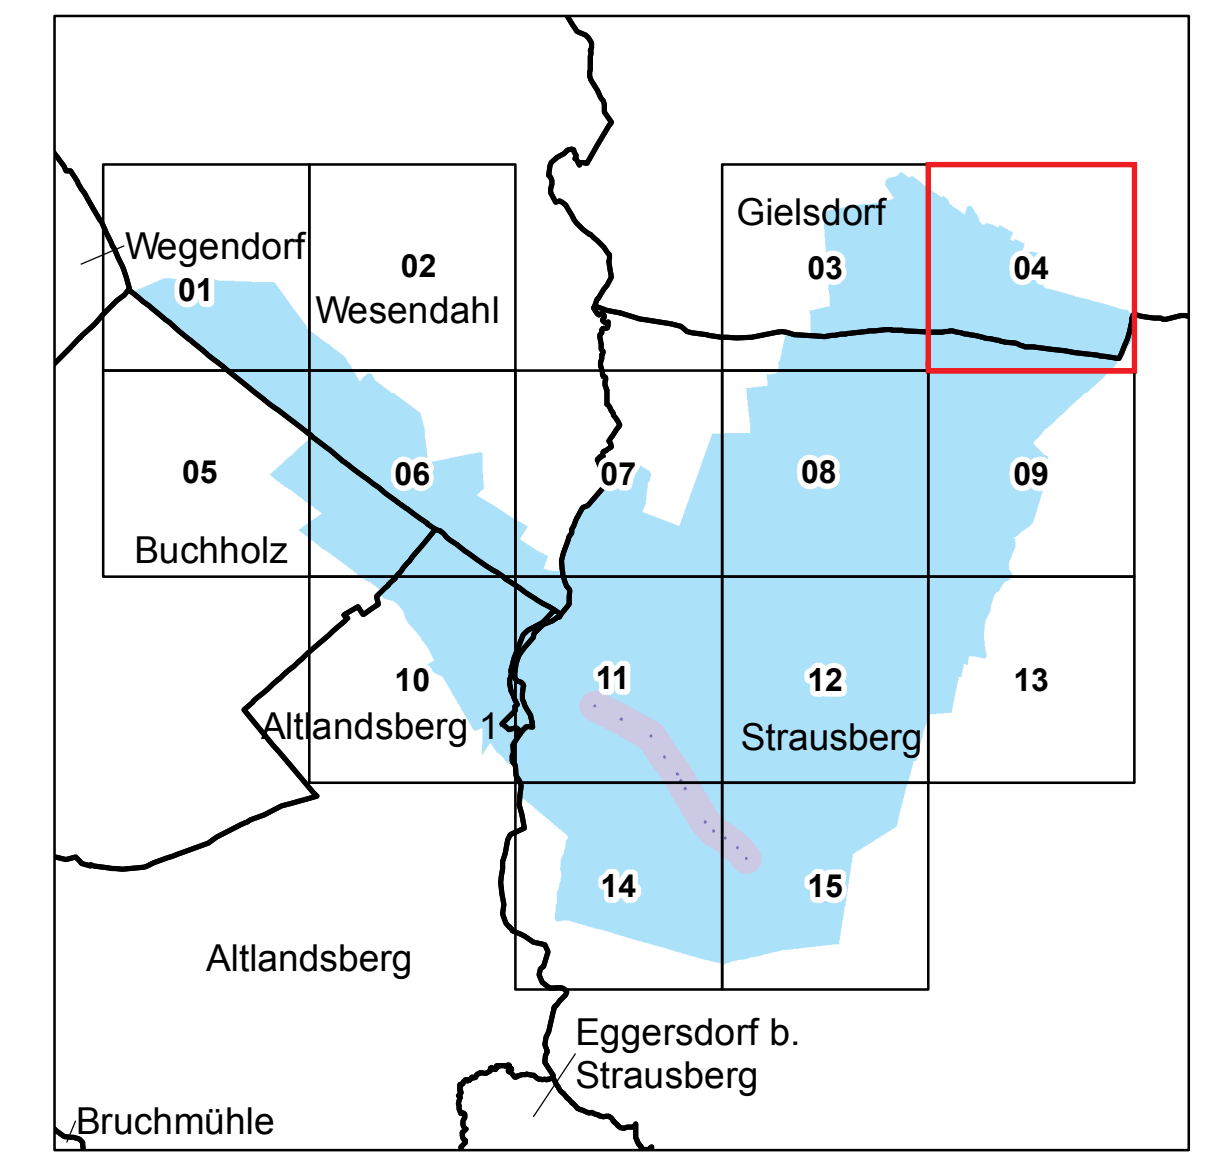 Gielsdorf
Wegendorf
02
03
04
01
Wesendahl
05
06
07
08
09
Buchholz
10
11
12
13
Altlandsberg 1
Strausberg
14
15
Altlandsberg
Eggersdorf b.
Strausberg
Bruchmühle